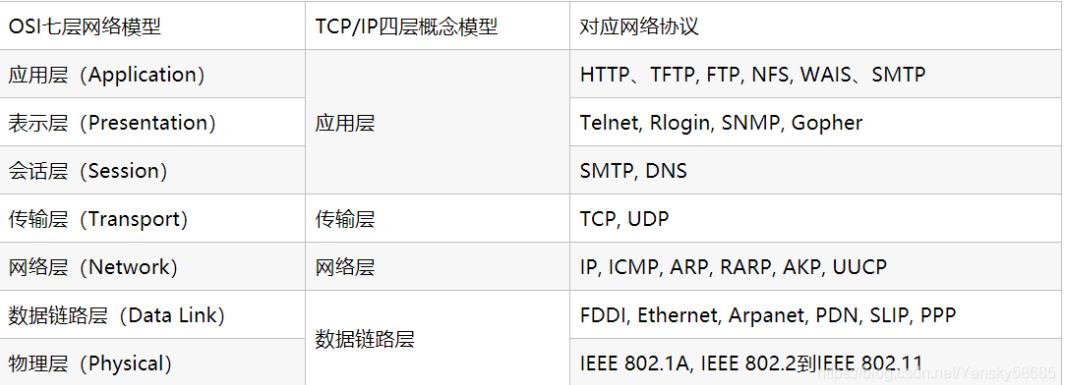 OSI七层网络模型 TCP/IP四层概念模型 对应网络协议
应用层（Application） HTTP、TFTP, FTP, NFS, WAIS、SMTP
表示层（Presentation） 应用层 Telnet, Rlogin, SNMP, Gopher
会话层（Session） SMTP, DNS
传输层（Transport） 传输层 TCP, UDP
网络层（Network） 网络层 IP, ICMP, ARP, RARP, AKP, UUCP
数据链路层（Data Link） FDDI, Ethernet, Arpanet, PDN, SLIP, PPP
数据链路层
物理层（Physical） IEEE 802.1A, IEEE 802.2到IEEE 802.11
https://blog.csdn.net/Yansky58685